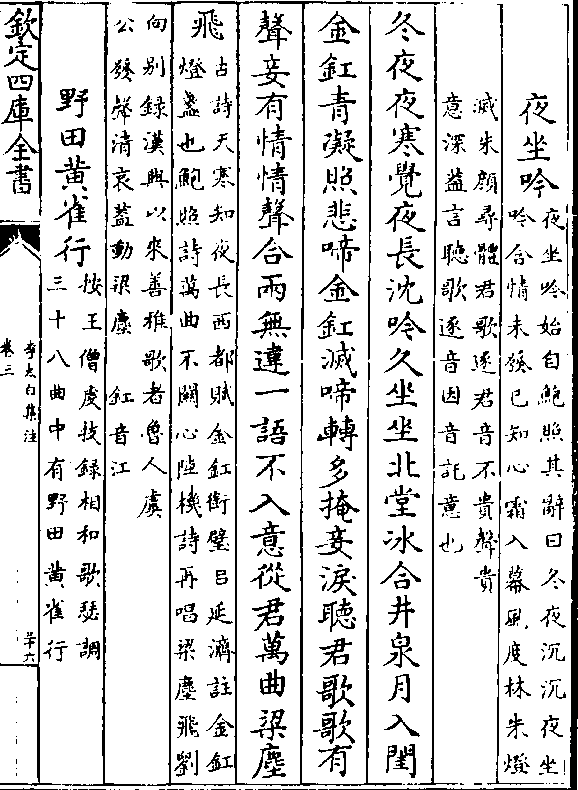 夜坐吟
夜坐吟始自鮑照其辭曰冬夜沉沉夜坐
吟含情未發已知心霜入幕風度林朱燈
滅朱顔尋體君歌逐君音不貴聲貴
意深葢言聽歌逐音因音託意也
冬夜夜寒覺夜長沈吟久坐坐北堂冰合井泉月入閨
金釭青凝照悲啼金釭滅啼轉多掩妾淚聽君歌歌有
聲妾有情情聲合兩無違一語不入意從君萬曲梁塵
飛
古詩天寒知夜長西都賦金釭銜璧吕延濟註金釭
燈盞也鮑照詩萬曲不關心陸機詩再唱梁塵飛劉
向别録漢興以來善雅歌者魯人虞
公發聲清哀葢動梁塵 釭音江
野田黄雀行
按王僧虔技録相和歌瑟調
三十八曲中有野田黄雀行
欽定四庫全書
李太白集注
卷三
二十六